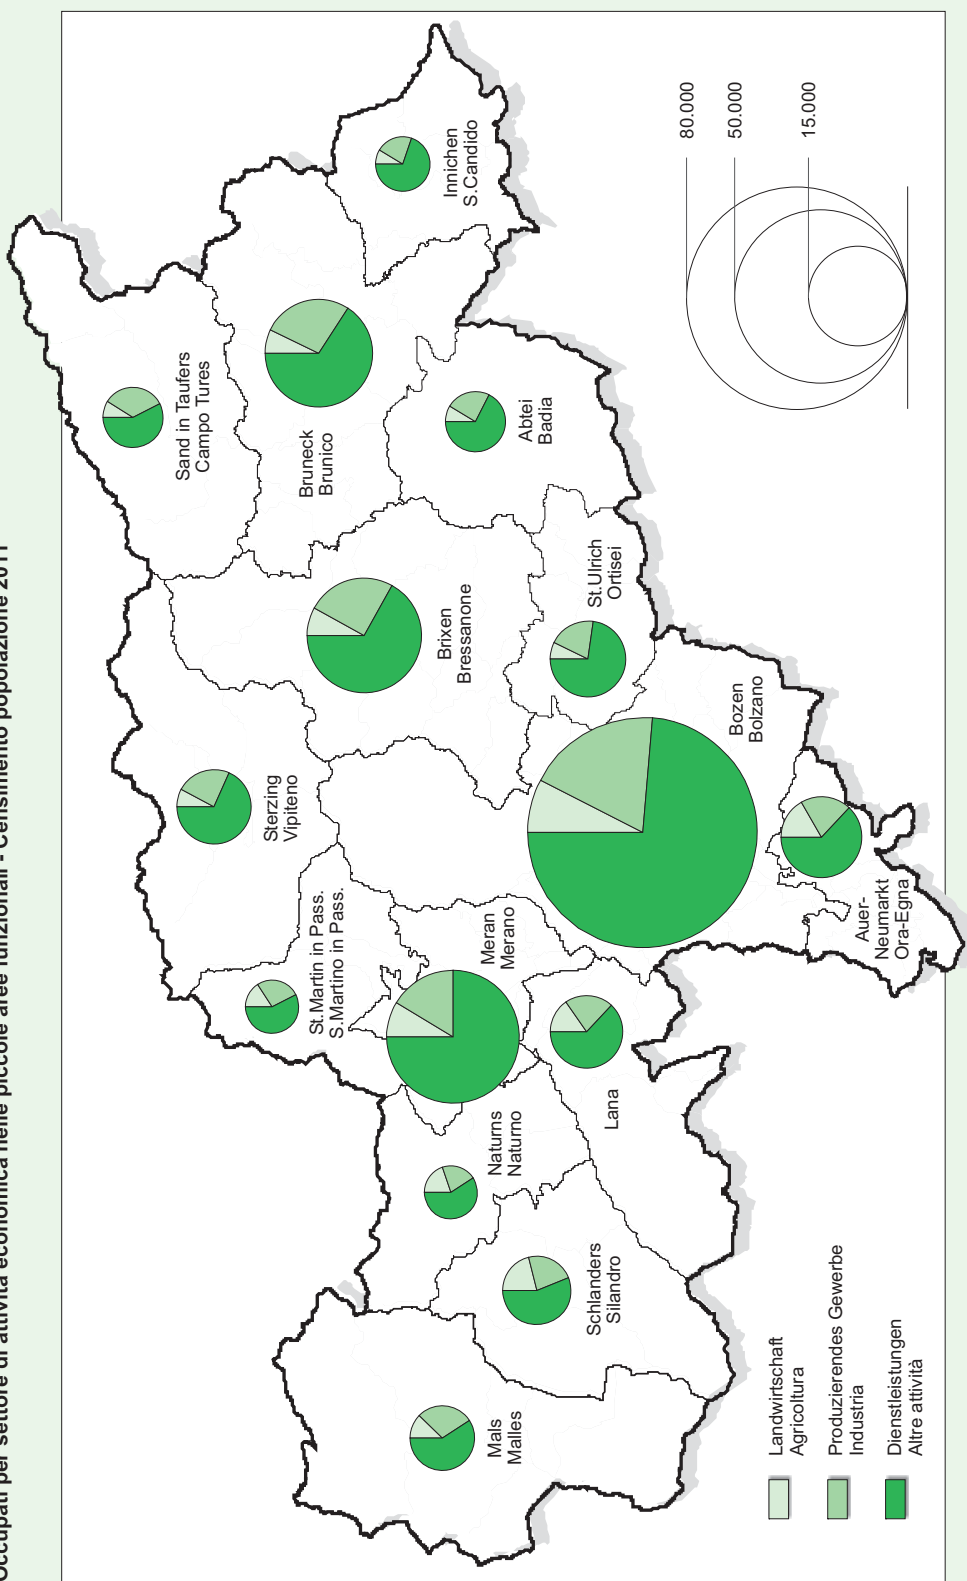 Occupati per settore di attività economica nelle piccole aree funzionali - Censimento popolazione 2011
Sand in Taufers
Campo Tures
Sterzing
Vipiteno
Bruneck
Brunico
St.Martin in Pass.
S.Martino in Pass.
Innichen
S.Candido
Brixen
Bressanone
Meran
Merano
Naturns
Naturno
Mals
Malles
Abtei
Badia
St.Ulrich
Ortisei
Schlanders
Silandro
Lana
Bozen
Bolzano
Auer-
Neumarkt
Ora-Egna
80.000
50.000
15.000
Landwirtschaft
Agricoltura
Produzierendes Gewerbe
Industria
Dienstleistungen
Altre attività